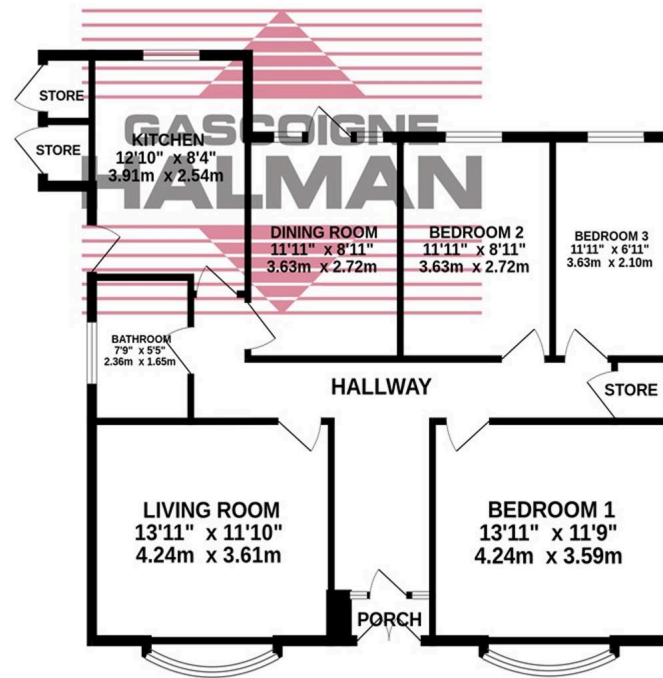 STORE
STORE
GASCOIGNE
HALMAN
KITCHEN
12'10" x 8'4"
3.91m x 2.54m
DINING ROOM
11'11" x 8'11"
3.63m x 2.72m
BEDROOM 2
11'11" x 8'11"
3.63m x 2.72m
BEDROOM 3
11'11" x 6'11"
3.63m x 2.10m
BATHROOM
7'9" x 5'5"
2.36m x 1.65m
HALLWAY
STORE
LIVING ROOM
13'11" x 11'10"
4.24m x 3.61m
BEDROOM 1
13'11" x 11'9"
4.24m x 3.59m
PORCH